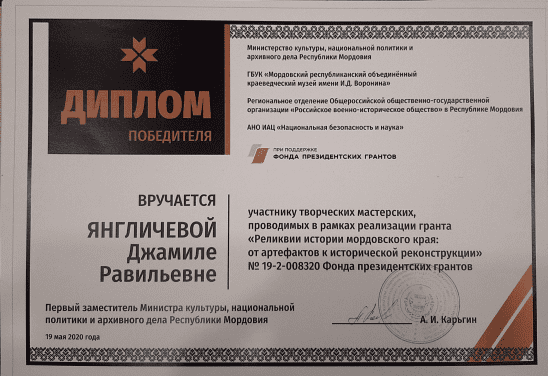 Министерство культуры, национальной политики и
архивного дела Республики Мордовия
ГБУК «Мордовский республиканский объединённый
краеведческий музей имени И.Д. Воронина»
Региональное отделение Общероссийской общественно-государственной
организации «Российское военно-историческое общество» в Республике Мордовия
АНО ИАЦ «Национальная безопасность и наука»
ПРИ ПОДДЕРЖКЕ
ФОНДА ПРЕЗИДЕНТСКИХ ГРАНТОВ
ДИПЛОМ
ПОБЕДИТЕЛЯ
ВРУЧАЕТСЯ
ЯНГЛИЧЕВОЙ
Джамиле
Равильевне
участнику творческих мастерских,
проводимых в рамках реализации гранта
«Реликвии истории мордовского края:
от артефактов к исторической реконструкции»
№ 19-2-008320 Фонда президентских грантов
Первый заместитель Министра культуры, национальной
политики и архивного дела Республики Мордовия
А. И. Карьгин
19 мая 2020 года